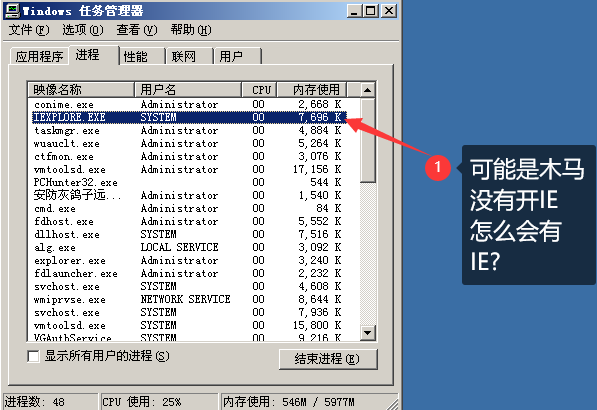 Windows 任务管理器
文件(F) 选项(O) 查看(V) 帮助(H)
应用程序 进程 性能 联网 用户
映像名称 用户名 CPU 内存使用
conime.exe Administrator 00 2,668 K
IEXPLORE.EXE SYSTEM 00 7,696 K
taskmgr.exe Administrator 00 4,884 K
wuauclt.exe Administrator 00 5,264 K
ctfmon.exe Administrator 00 3,076 K
vmtoolsd.exe Administrator 00 17,156 K
PCHunter32.exe 00 544 K
安防灰鸽子远... Administrator 00 1,540 K
cmd.exe Administrator 00 84 K
fdhost.exe Administrator 00 5,552 K
dllhost.exe SYSTEM 00 7,516 K
alg.exe LOCAL SERVICE 00 3,092 K
explorer.exe Administrator 00 3,240 K
fdlauncher.exe Administrator 00 2,232 K
svchost.exe SYSTEM 00 4,608 K
wmiprvse.exe NETWORK SERVICE 00 8,644 K
svchost.exe SYSTEM 00 7,936 K
vmtoolsd.exe SYSTEM 00 15,800 K
VGAuthService SYSTEM 00 9,216 K
显示所有用户的进程(S) 结束进程(E)
进程数: 48 CPU 使用: 25% 内存使用: 546M / 5977M
1
可能是木马
没有开IE
怎么会有
IE?